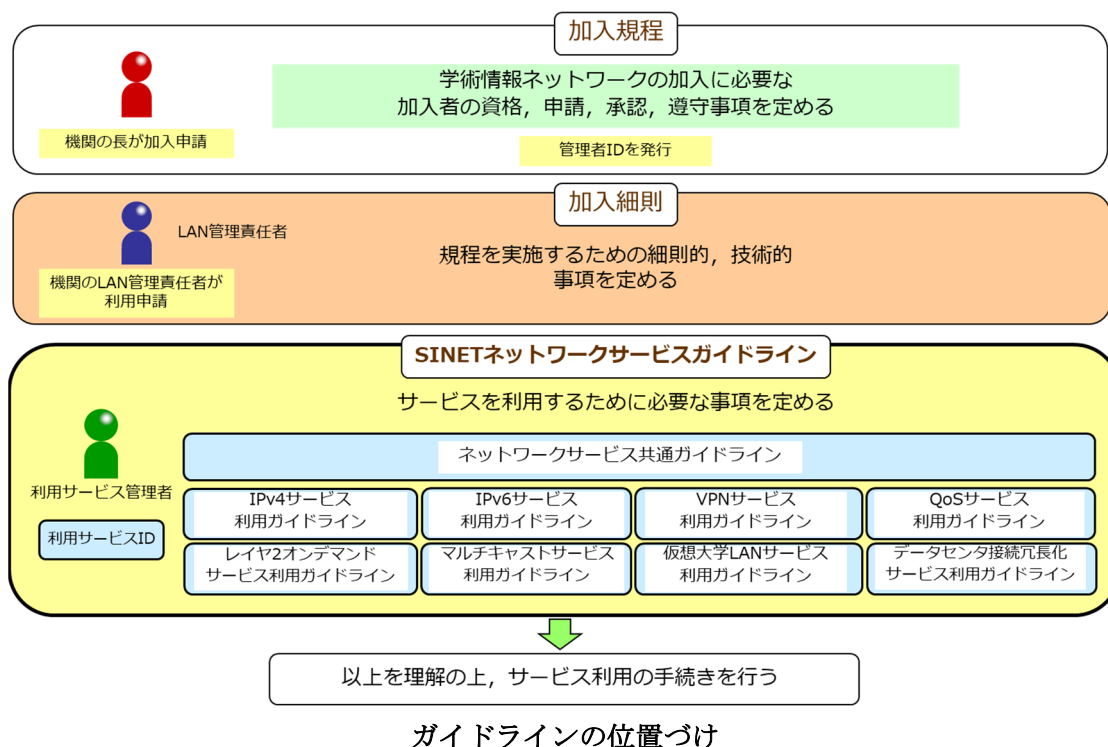 加入規程
学術情報ネットワークの加入に必要な
加入者の資格，申請，承認，遵守事項を定める
機関の長が加入申請
管理者IDを発行
加入細則
LAN管理責任者
規程を実施するための細則的，技術的
事項を定める
機関のLAN管理責任者が
利用申請
SINETネットワークサービスガイドライン
サービスを利用するために必要な事項を定める
ネットワークサービス共通ガイドライン
利用サービス管理者
利用サービスID
IPv4サービス
利用ガイドライン
IPv6サービス
利用ガイドライン
VPNサービス
利用ガイドライン
QoSサービス
利用ガイドライン
レイヤ2オンデマンド
サービス利用ガイドライン
マルチキャストサービス
利用ガイドライン
仮想大学LANサービス
利用ガイドライン
データセンタ接続冗長化
サービス利用ガイドライン
以上を理解の上，サービス利用の手続きを行う
ガイドラインの位置づけ